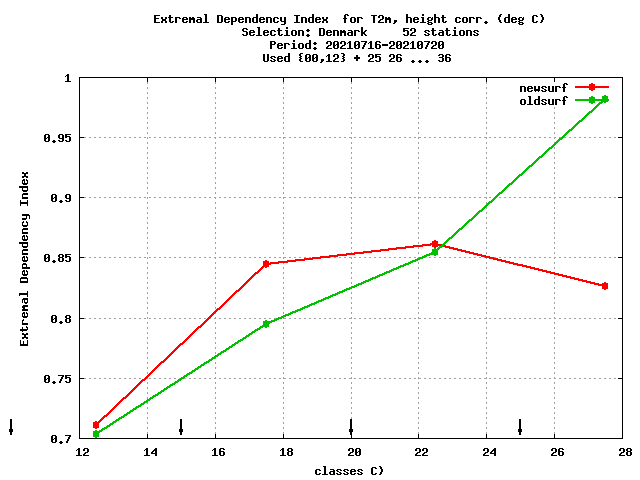 Extremal Dependency Index  for T2m, height corr. (deg C)
Selection: Denmark     52 stations
Period: 20210716-20210720
Used {00,12} + 25 26 ... 36
newsurf
oldsurf
1
0.95
0.9
0.85
0.8
0.75
0.7
Extremal Dependency Index
12 14 16 18 20 22 24 26 28
classes C)